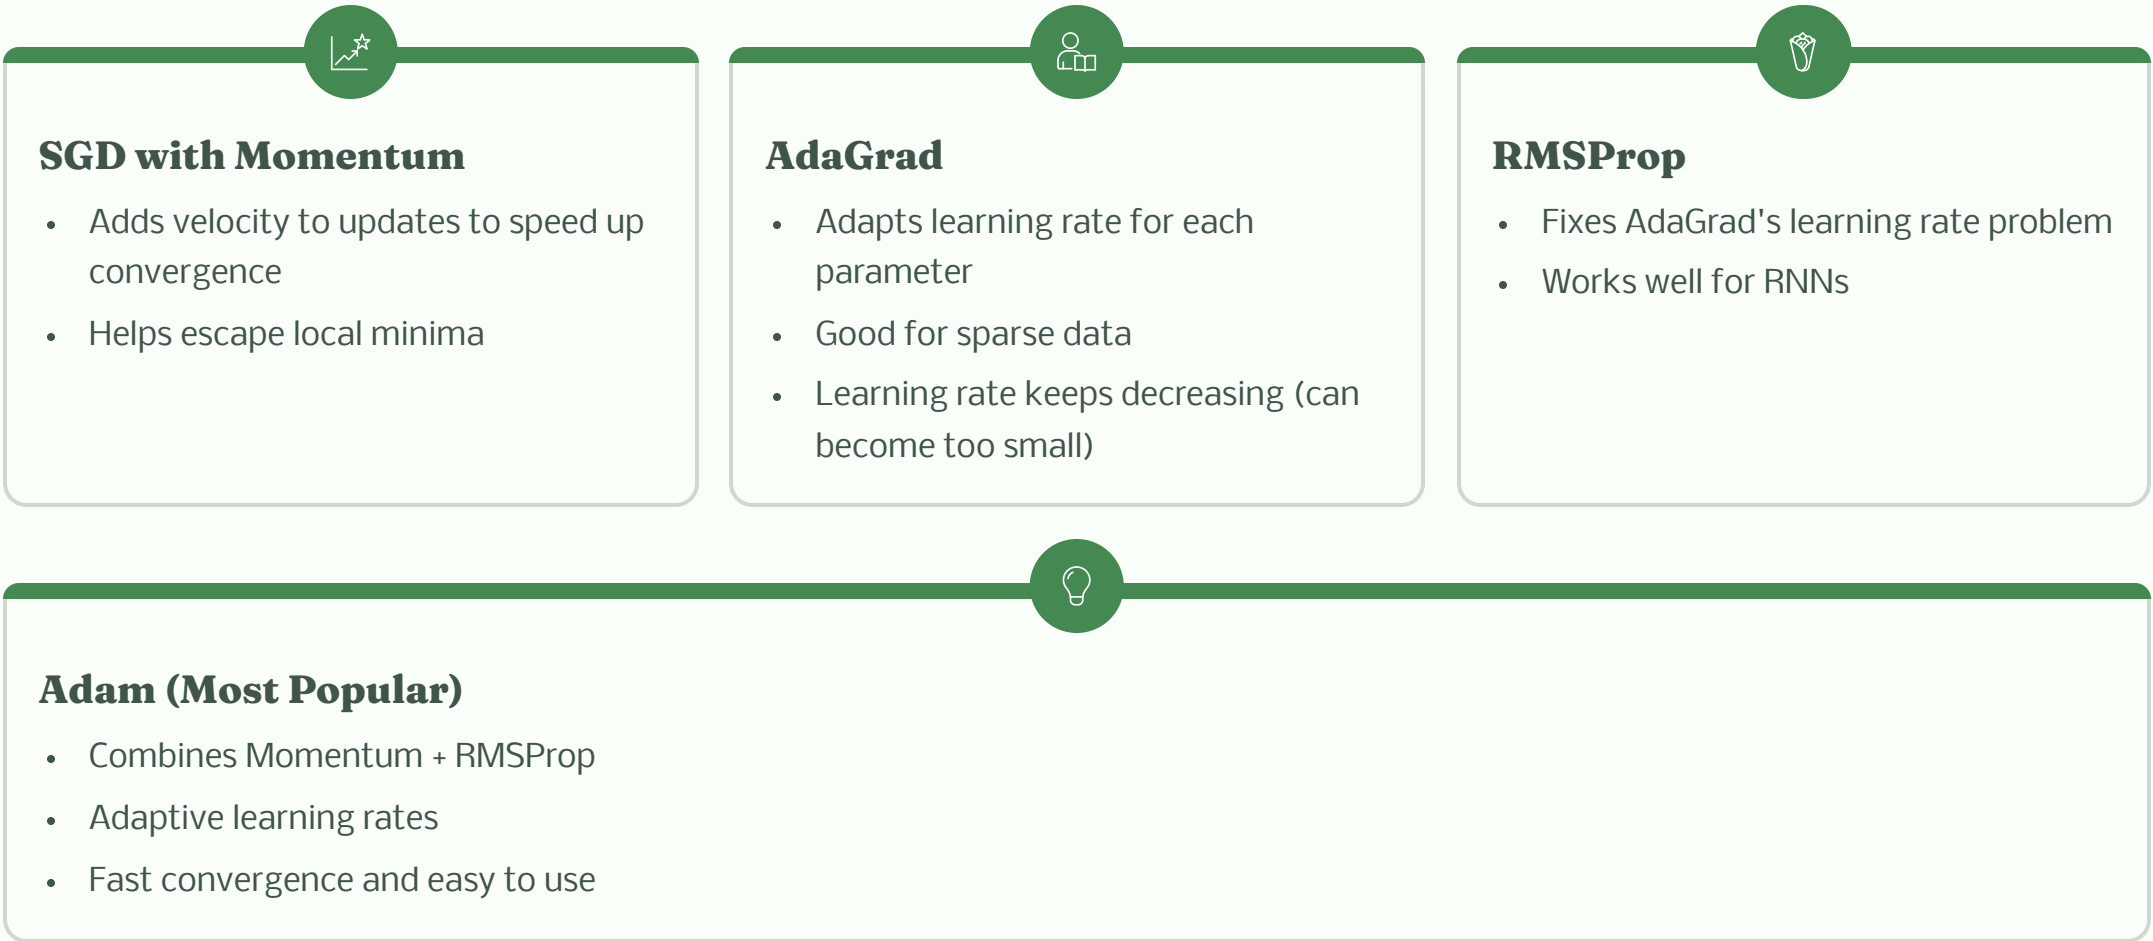 SGD with Momentum
• Adds velocity to updates to speed up
convergence
• Helps escape local minima
AdaGrad
• Adapts learning rate for each
parameter
• Good for sparse data
• Learning rate keeps decreasing (can
become too small)
RMSProp
• Fixes AdaGrad's learning rate problem
• Works well for RNNs
Adam (Most Popular)
• Combines Momentum + RMSProp
• Adaptive learning rates
• Fast convergence and easy to use